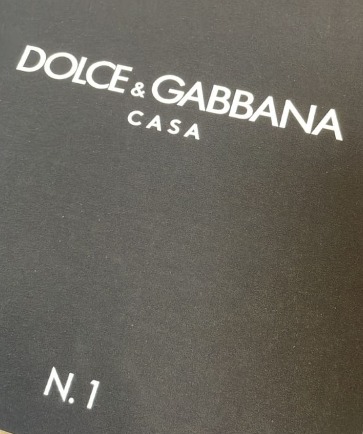 DOLCE & GABBANA
CASA
N. 1